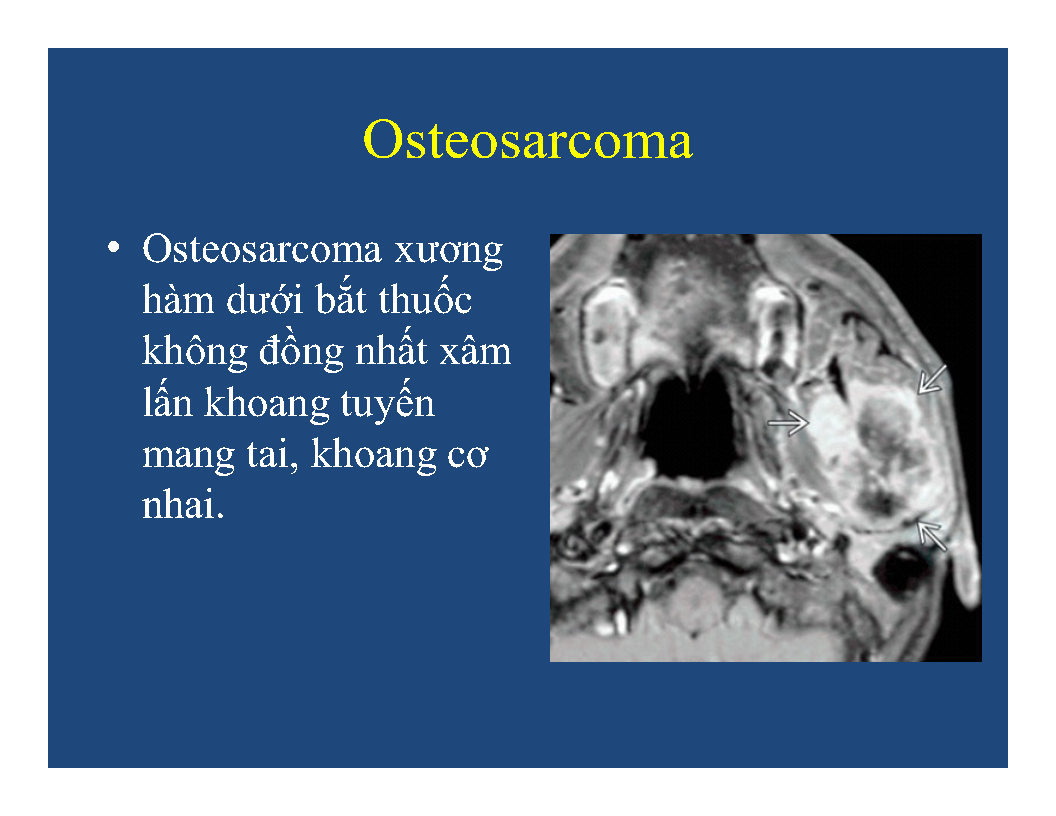 Osteosarcoma
• Osteosarcoma xương
hàm dưới bắt thuốc
không đồng nhất xâm
lấn khoang tuyến
mang tai, khoang cơ
nhai.